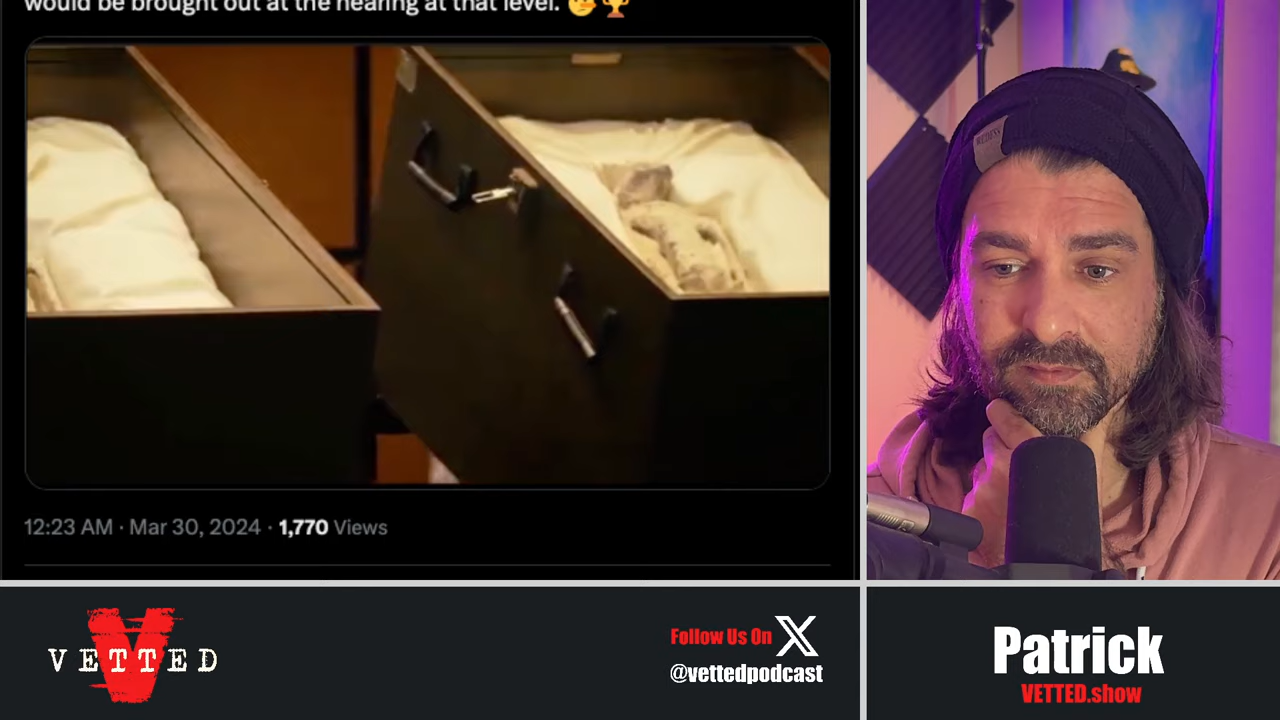 would be brought out at the hearing at that level. 🤔🏆
12:23 AM · Mar 30, 2024 · 1,770 Views
VETTED
Follow Us On X
@vettedpodcast
Patrick
VETTED.show